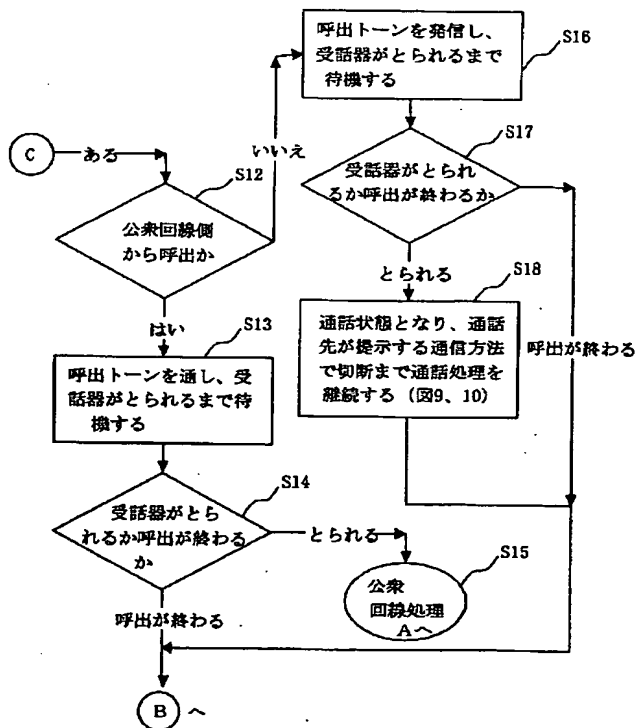 呼出トーンを発信し、
受話器がとられるまで
待機する
S16
C
ある
いいえ
S12
公衆回線側
から呼出か
S17
受話器がとられ
るか呼出が終わるか
とられる
S18
はい
S13
通話状態となり、通話
先が提示する通信方法
で切断まで通話処理を
継続する（図9、10）
呼出が終わる
呼出トーンを通し、受
話器がとられるまで待
機する
S14
受話器がとら
れるか呼出が終わる
か
とられる
S15
公衆
回線処理
Aへ
呼出が終わる
B へ